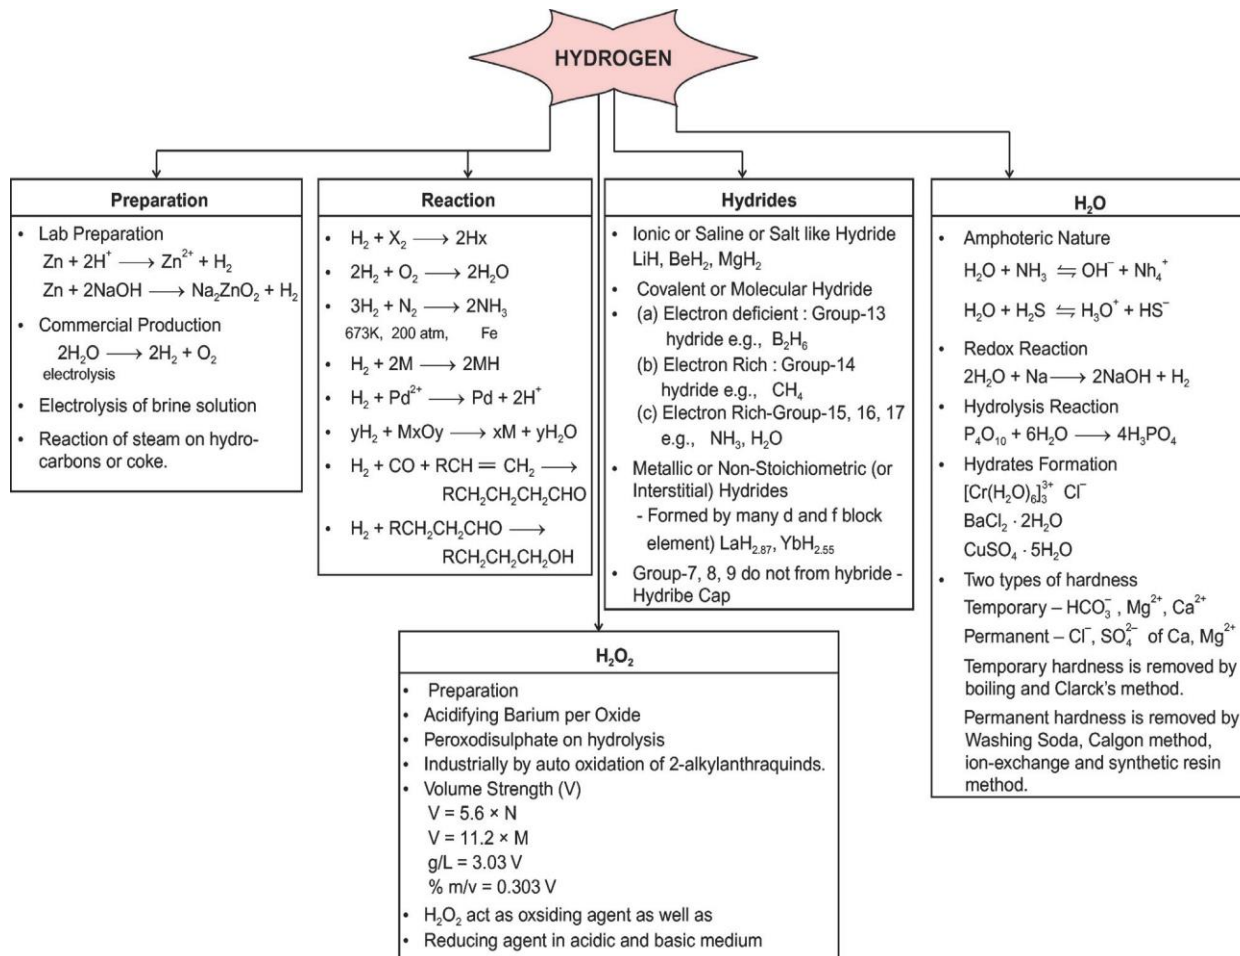 HYDROGEN
Preparation
• Lab Preparation
Zn + 2H⁺ ⟶ Zn²⁺ + H₂
Zn + 2NaOH ⟶ Na₂ZnO₂ + H₂
• Commercial Production
2H₂O ⟶ 2H₂ + O₂
electrolysis
• Electrolysis of brine solution
• Reaction of steam on hydro-
carbons or coke.
Reaction
• H₂ + X₂ ⟶ 2Hx
• 2H₂ + O₂ ⟶ 2H₂O
• 3H₂ + N₂ ⟶ 2NH₃
673K, 200 atm, Fe
• H₂ + 2M ⟶ 2MH
• H₂ + Pd²⁺ ⟶ Pd + 2H⁺
• yH₂ + MxOy ⟶ xM + yH₂O
• H₂ + CO + RCH = CH₂ ⟶
RCH₂CH₂CH₂CHO
• H₂ + RCH₂CH₂CHO ⟶
RCH₂CH₂CH₂OH
Hydrides
• Ionic or Saline or Salt like Hydride
LiH, BeH₂, MgH₂
• Covalent or Molecular Hydride
• (a) Electron deficient : Group-13
hydride e.g., B₂H₆
(b) Electron Rich : Group-14
hydride e.g., CH₄
(c) Electron Rich-Group-15, 16, 17
e.g., NH₃, H₂O
• Metallic or Non-Stoichiometric (or
Interstitial) Hydrides
- Formed by many d and f block
element) LaH₂.₈₇, YbH₂.₅₅
• Group-7, 8, 9 do not from hybride -
Hydribe Cap
H₂O
• Amphoteric Nature
H₂O + NH₃ ⇋ OH⁻ + Nh₄⁺
H₂O + H₂S ⇋ H₃O⁺ + HS⁻
• Redox Reaction
2H₂O + Na ⟶ 2NaOH + H₂
• Hydrolysis Reaction
P₄O₁₀ + 6H₂O ⟶ 4H₃PO₄
• Hydrates Formation
[Cr(H₂O)₆]₃³⁺ Cl⁻
BaCl₂ · 2H₂O
CuSO₄ · 5H₂O
• Two types of hardness
Temporary – HCO₃⁻, Mg²⁺, Ca²⁺
Permanent – Cl⁻, SO₄²⁻ of Ca, Mg²⁺
Temporary hardness is removed by
boiling and Clarck's method.
Permanent hardness is removed by
Washing Soda, Calgon method,
ion-exchange and synthetic resin
method.
H₂O₂
• Preparation
• Acidifying Barium per Oxide
• Peroxodisulphate on hydrolysis
• Industrially by auto oxidation of 2-alkylanthraquinds.
• Volume Strength (V)
V = 5.6 × N
V = 11.2 × M
g/L = 3.03 V
% m/v = 0.303 V
• H₂O₂ act as oxsiding agent as well as
• Reducing agent in acidic and basic medium